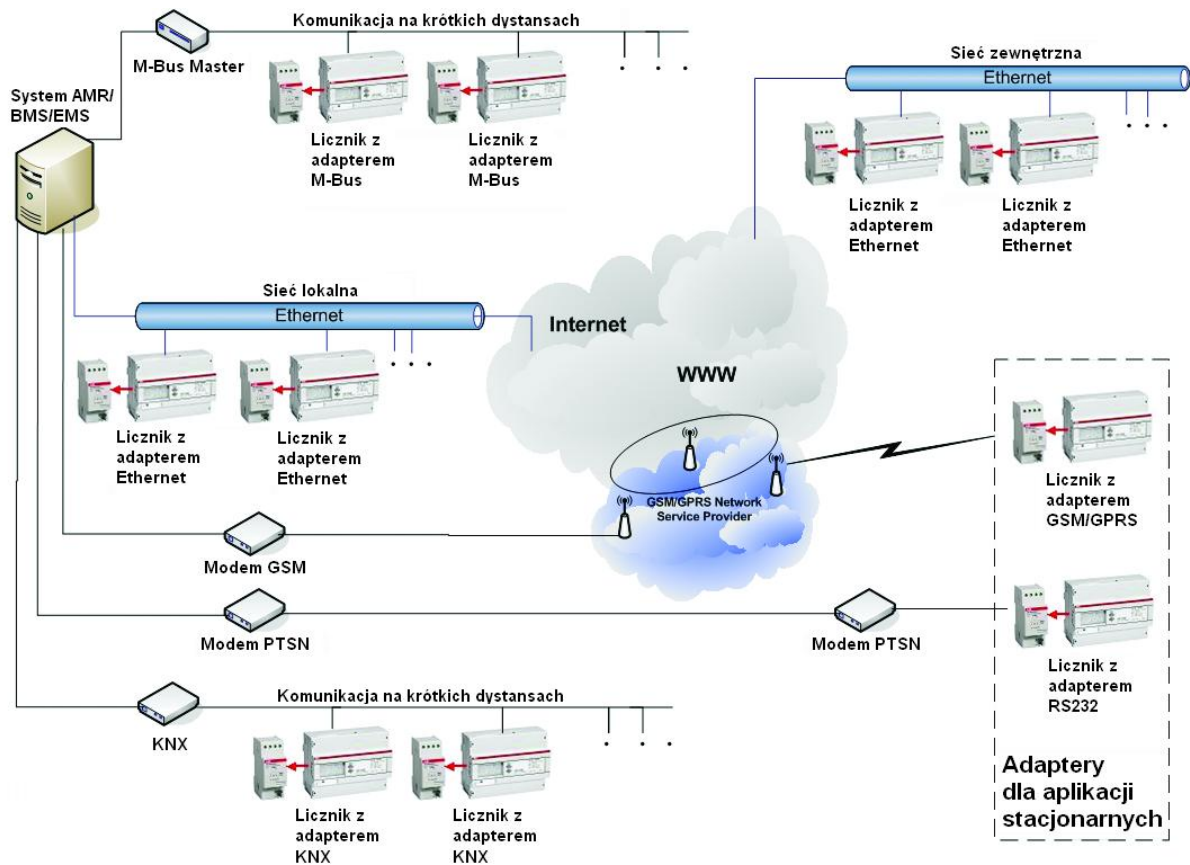 Komunikacja na krótkich dystansach
M-Bus Master
System AMR/
BMS/EMS
Licznik z
adapterem
M-Bus
Licznik z
adapterem
M-Bus
Sieć zewnętrzna
Ethernet
Licznik z
adapterem
Ethernet
Licznik z
adapterem
Ethernet
Sieć lokalna
Ethernet
Licznik z
adapterem
Ethernet
Licznik z
adapterem
Ethernet
Internet
WWW
GSM/GPRS Network
Service Provider
Licznik z
adapterem
GSM/GPRS
Modem GSM
Modem PTSN
Modem PTSN
Licznik z
adapterem
RS232
Komunikacja na krótkich dystansach
KNX
Licznik z
adapterem
KNX
Licznik z
adapterem
KNX
Adaptery
dla aplikacji
stacjonarnych